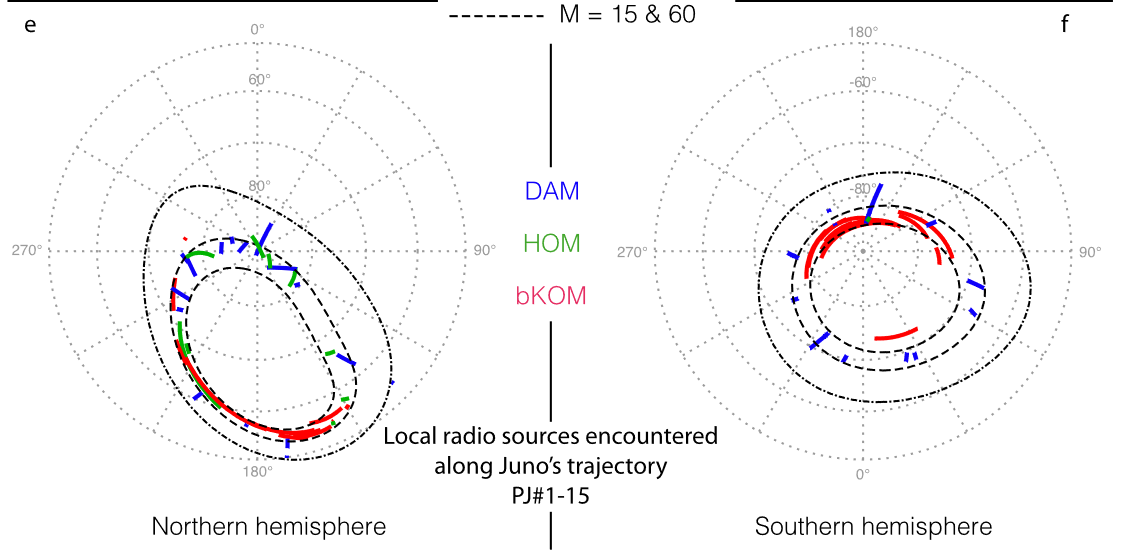 M = 15 & 60
e
f
0°
180°
60°
-60°
80°
-80°
DAM
270°
90°
HOM
270°
90°
bKOM
Local radio sources encountered
along Juno's trajectory
PJ#1-15
180°
0°
Northern hemisphere
Southern hemisphere